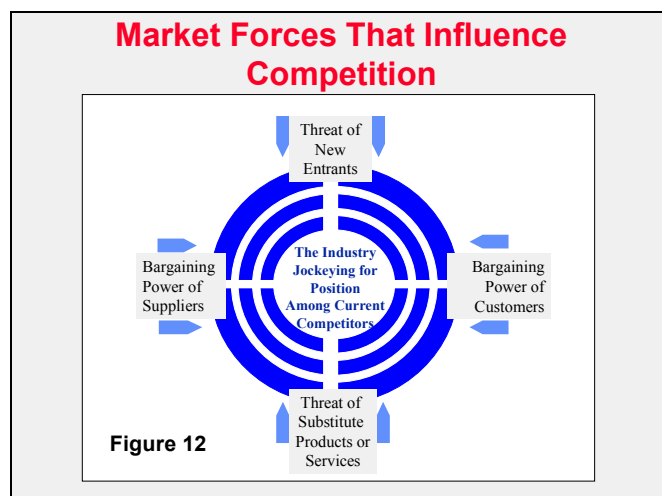 Market Forces That Influence
Competition
Threat of
New
Entrants
Bargaining
Power of
Suppliers
The Industry
Jockeying for
Position
Among Current
Competitors
Bargaining
Power of
Customers
Threat of
Substitute
Products or
Services
Figure 12